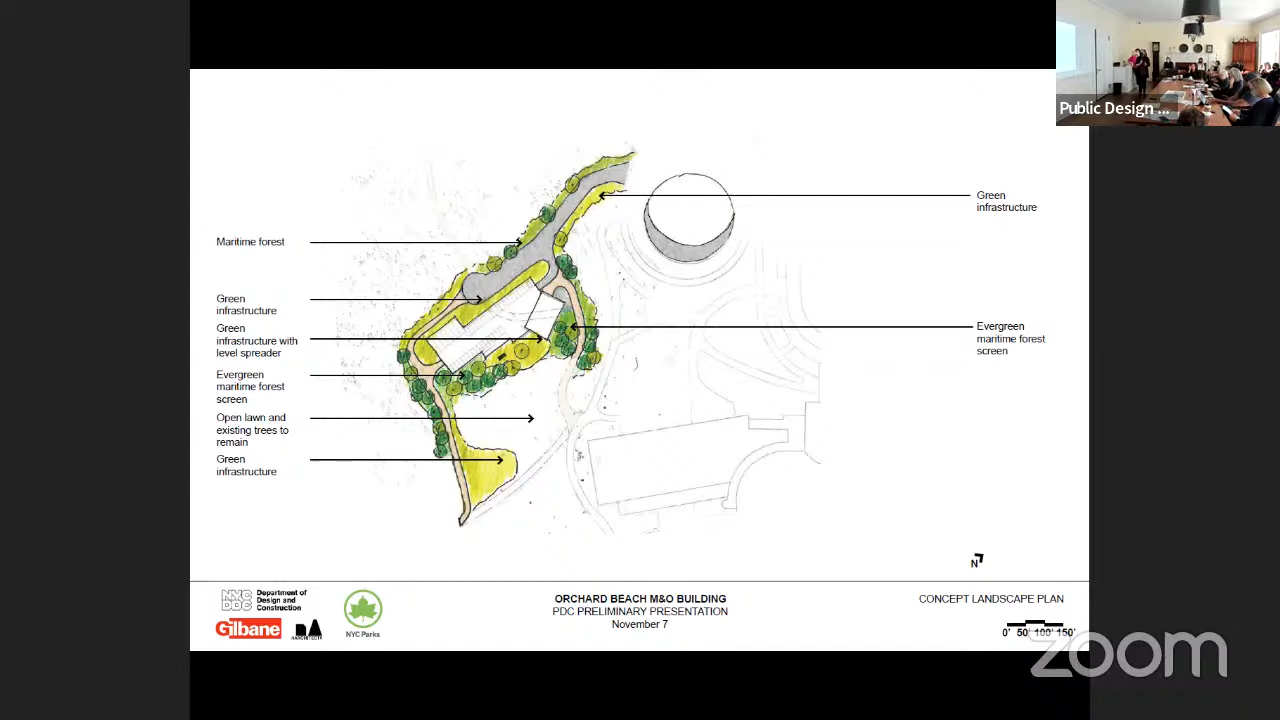 Public Design ...
Green
infrastructure
Maritime forest
Green
infrastructure
Green
infrastructure with
level spreader
Evergreen
maritime forest
screen
Evergreen
maritime forest
screen
Open lawn and
existing trees to
remain
Green
infrastructure
N
NYC
DDC
Department of
Design and
Construction
Gilbane
NYC Parks
ORCHARD BEACH M&O BUILDING
PDC PRELIMINARY PRESENTATION
November 7
CONCEPT LANDSCAPE PLAN
0' 50' 100' 150'
zoom